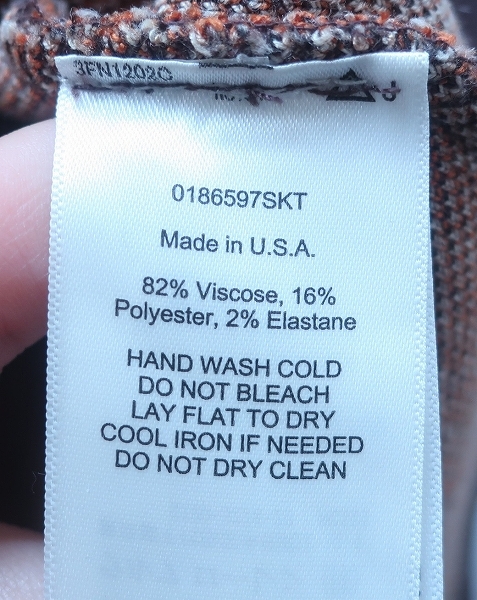 3FN1202C
0186597SKT
Made in U.S.A.
82% Viscose, 16%
Polyester, 2% Elastane
HAND WASH COLD
DO NOT BLEACH
LAY FLAT TO DRY
COOL IRON IF NEEDED
DO NOT DRY CLEAN